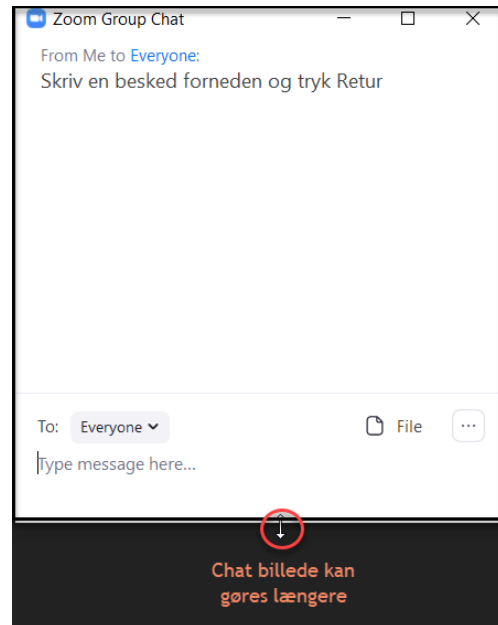 Zoom Group Chat
From Me to Everyone:
Skriv en besked forneden og tryk Retur
To: Everyone File ...
Type message here...
Chat billede kan
gøres længere